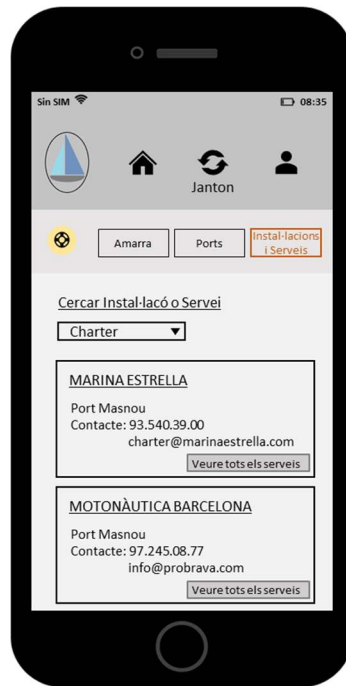 Sin SIM 08:35
Janton
Amarra Ports Instal·lacions
i Serveis
Cercar Instal·lacó o Servei
Charter
MARINA ESTRELLA
Port Masnou
Contacte: 93.540.39.00
charter@marinaestrella.com
Veure tots els serveis
MOTONÀUTICA BARCELONA
Port Masnou
Contacte: 97.245.08.77
info@probrava.com
Veure tots els serveis